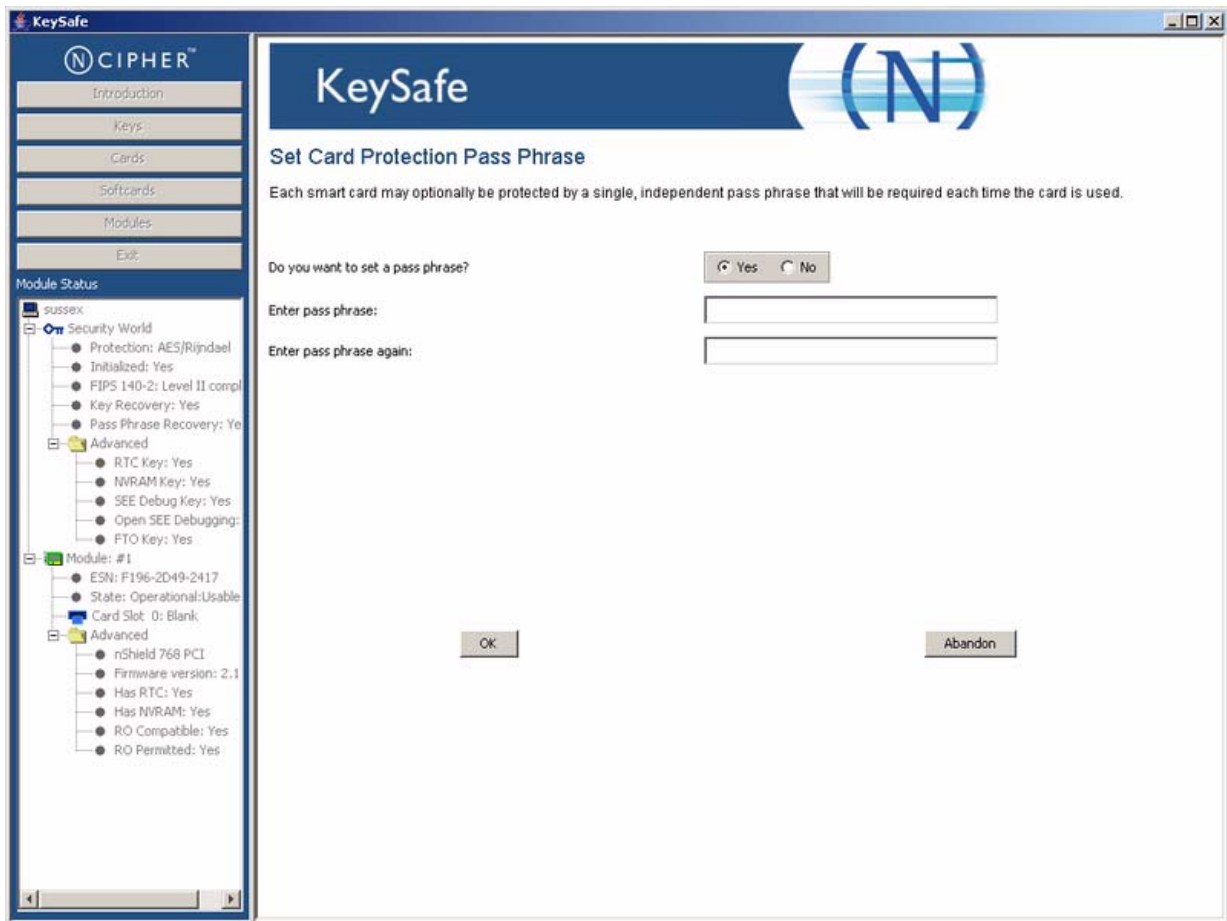 KeySafe
NCIPHER™
Introduction
Keys
Cards
Softcards
Modules
Exit
Module Status
sussex
Security World
Protection: AES/Rijndael
Initialized: Yes
FIPS 140-2: Level II compl
Key Recovery: Yes
Pass Phrase Recovery: Ye
Advanced
RTC Key: Yes
NVRAM Key: Yes
SEE Debug Key: Yes
Open SEE Debugging:
FTO Key: Yes
Module: #1
ESN: F196-2D49-2417
State: Operational:Usable
Card Slot 0: Blank
Advanced
nShield 768 PCI
Firmware version: 2.1
Has RTC: Yes
Has NVRAM: Yes
RO Compatible: Yes
RO Permitted: Yes
KeySafe
(N)
Set Card Protection Pass Phrase
Each smart card may optionally be protected by a single, independent pass phrase that will be required each time the card is used.
Do you want to set a pass phrase? Yes No
Enter pass phrase:
Enter pass phrase again:
OK Abandon